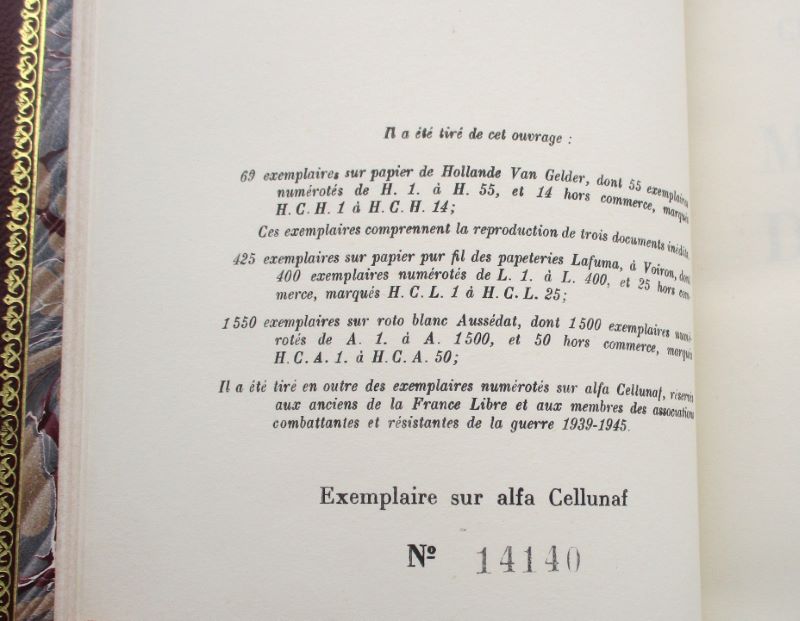 Il a été tiré de cet ouvrage :
69 exemplaires sur papier de Hollande Van Gelder, dont 55 exemplaires
numérotés de H. 1. à H. 55, et 14 hors commerce, marqués
H. C. H. 1 à H. C. H. 14;
Ces exemplaires comprennent la reproduction de trois documents inédits.
425 exemplaires sur papier pur fil des papeteries Lafuma, à Voiron, dont
400 exemplaires numérotés de L. 1. à L. 400, et 25 hors com-
merce, marqués H. C. L. 1 à H. C. L. 25;
1 550 exemplaires sur roto blanc Aussédat, dont 1 500 exemplaires numé-
rotés de A. 1. à A. 1 500, et 50 hors commerce, marqués
H. C. A. 1. à H. C. A. 50;
Il a été tiré en outre des exemplaires numérotés sur alfa Cellunaf, réservés
aux anciens de la France Libre et aux membres des associations
combattantes et résistantes de la guerre 1939-1945.
Exemplaire sur alfa Cellunaf
Nº 14140